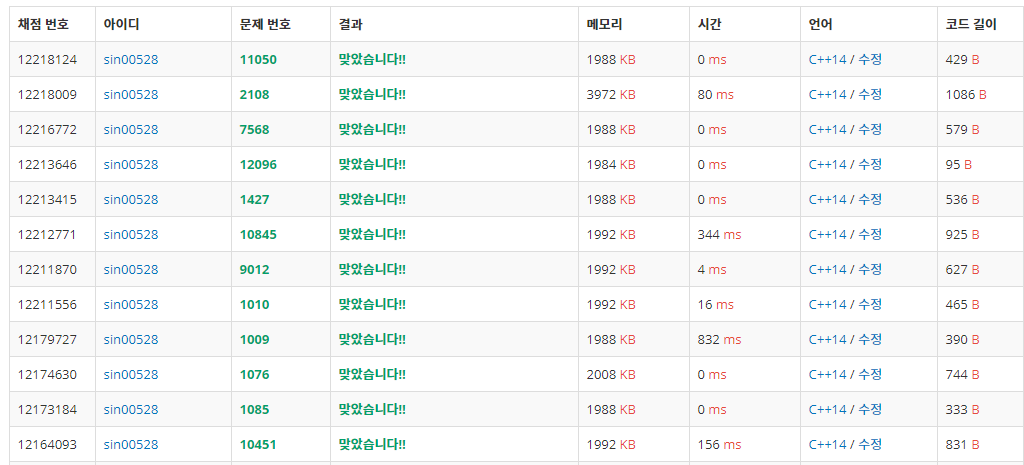 채점 번호 아이디 문제 번호 결과 메모리 시간 언어 코드 길이
12218124 sin00528 11050 맞았습니다!! 1988 KB 0 ms C++14 / 수정 429 B
12218009 sin00528 2108 맞았습니다!! 3972 KB 80 ms C++14 / 수정 1086 B
12216772 sin00528 7568 맞았습니다!! 1988 KB 0 ms C++14 / 수정 579 B
12213646 sin00528 12096 맞았습니다!! 1984 KB 0 ms C++14 / 수정 95 B
12213415 sin00528 1427 맞았습니다!! 1988 KB 0 ms C++14 / 수정 536 B
12212771 sin00528 10845 맞았습니다!! 1992 KB 344 ms C++14 / 수정 925 B
12211870 sin00528 9012 맞았습니다!! 1992 KB 4 ms C++14 / 수정 627 B
12211556 sin00528 1010 맞았습니다!! 1992 KB 16 ms C++14 / 수정 465 B
12179727 sin00528 1009 맞았습니다!! 1988 KB 832 ms C++14 / 수정 390 B
12174630 sin00528 1076 맞았습니다!! 2008 KB 0 ms C++14 / 수정 744 B
12173184 sin00528 1085 맞았습니다!! 1988 KB 0 ms C++14 / 수정 333 B
12164093 sin00528 10451 맞았습니다!! 1992 KB 156 ms C++14 / 수정 831 B